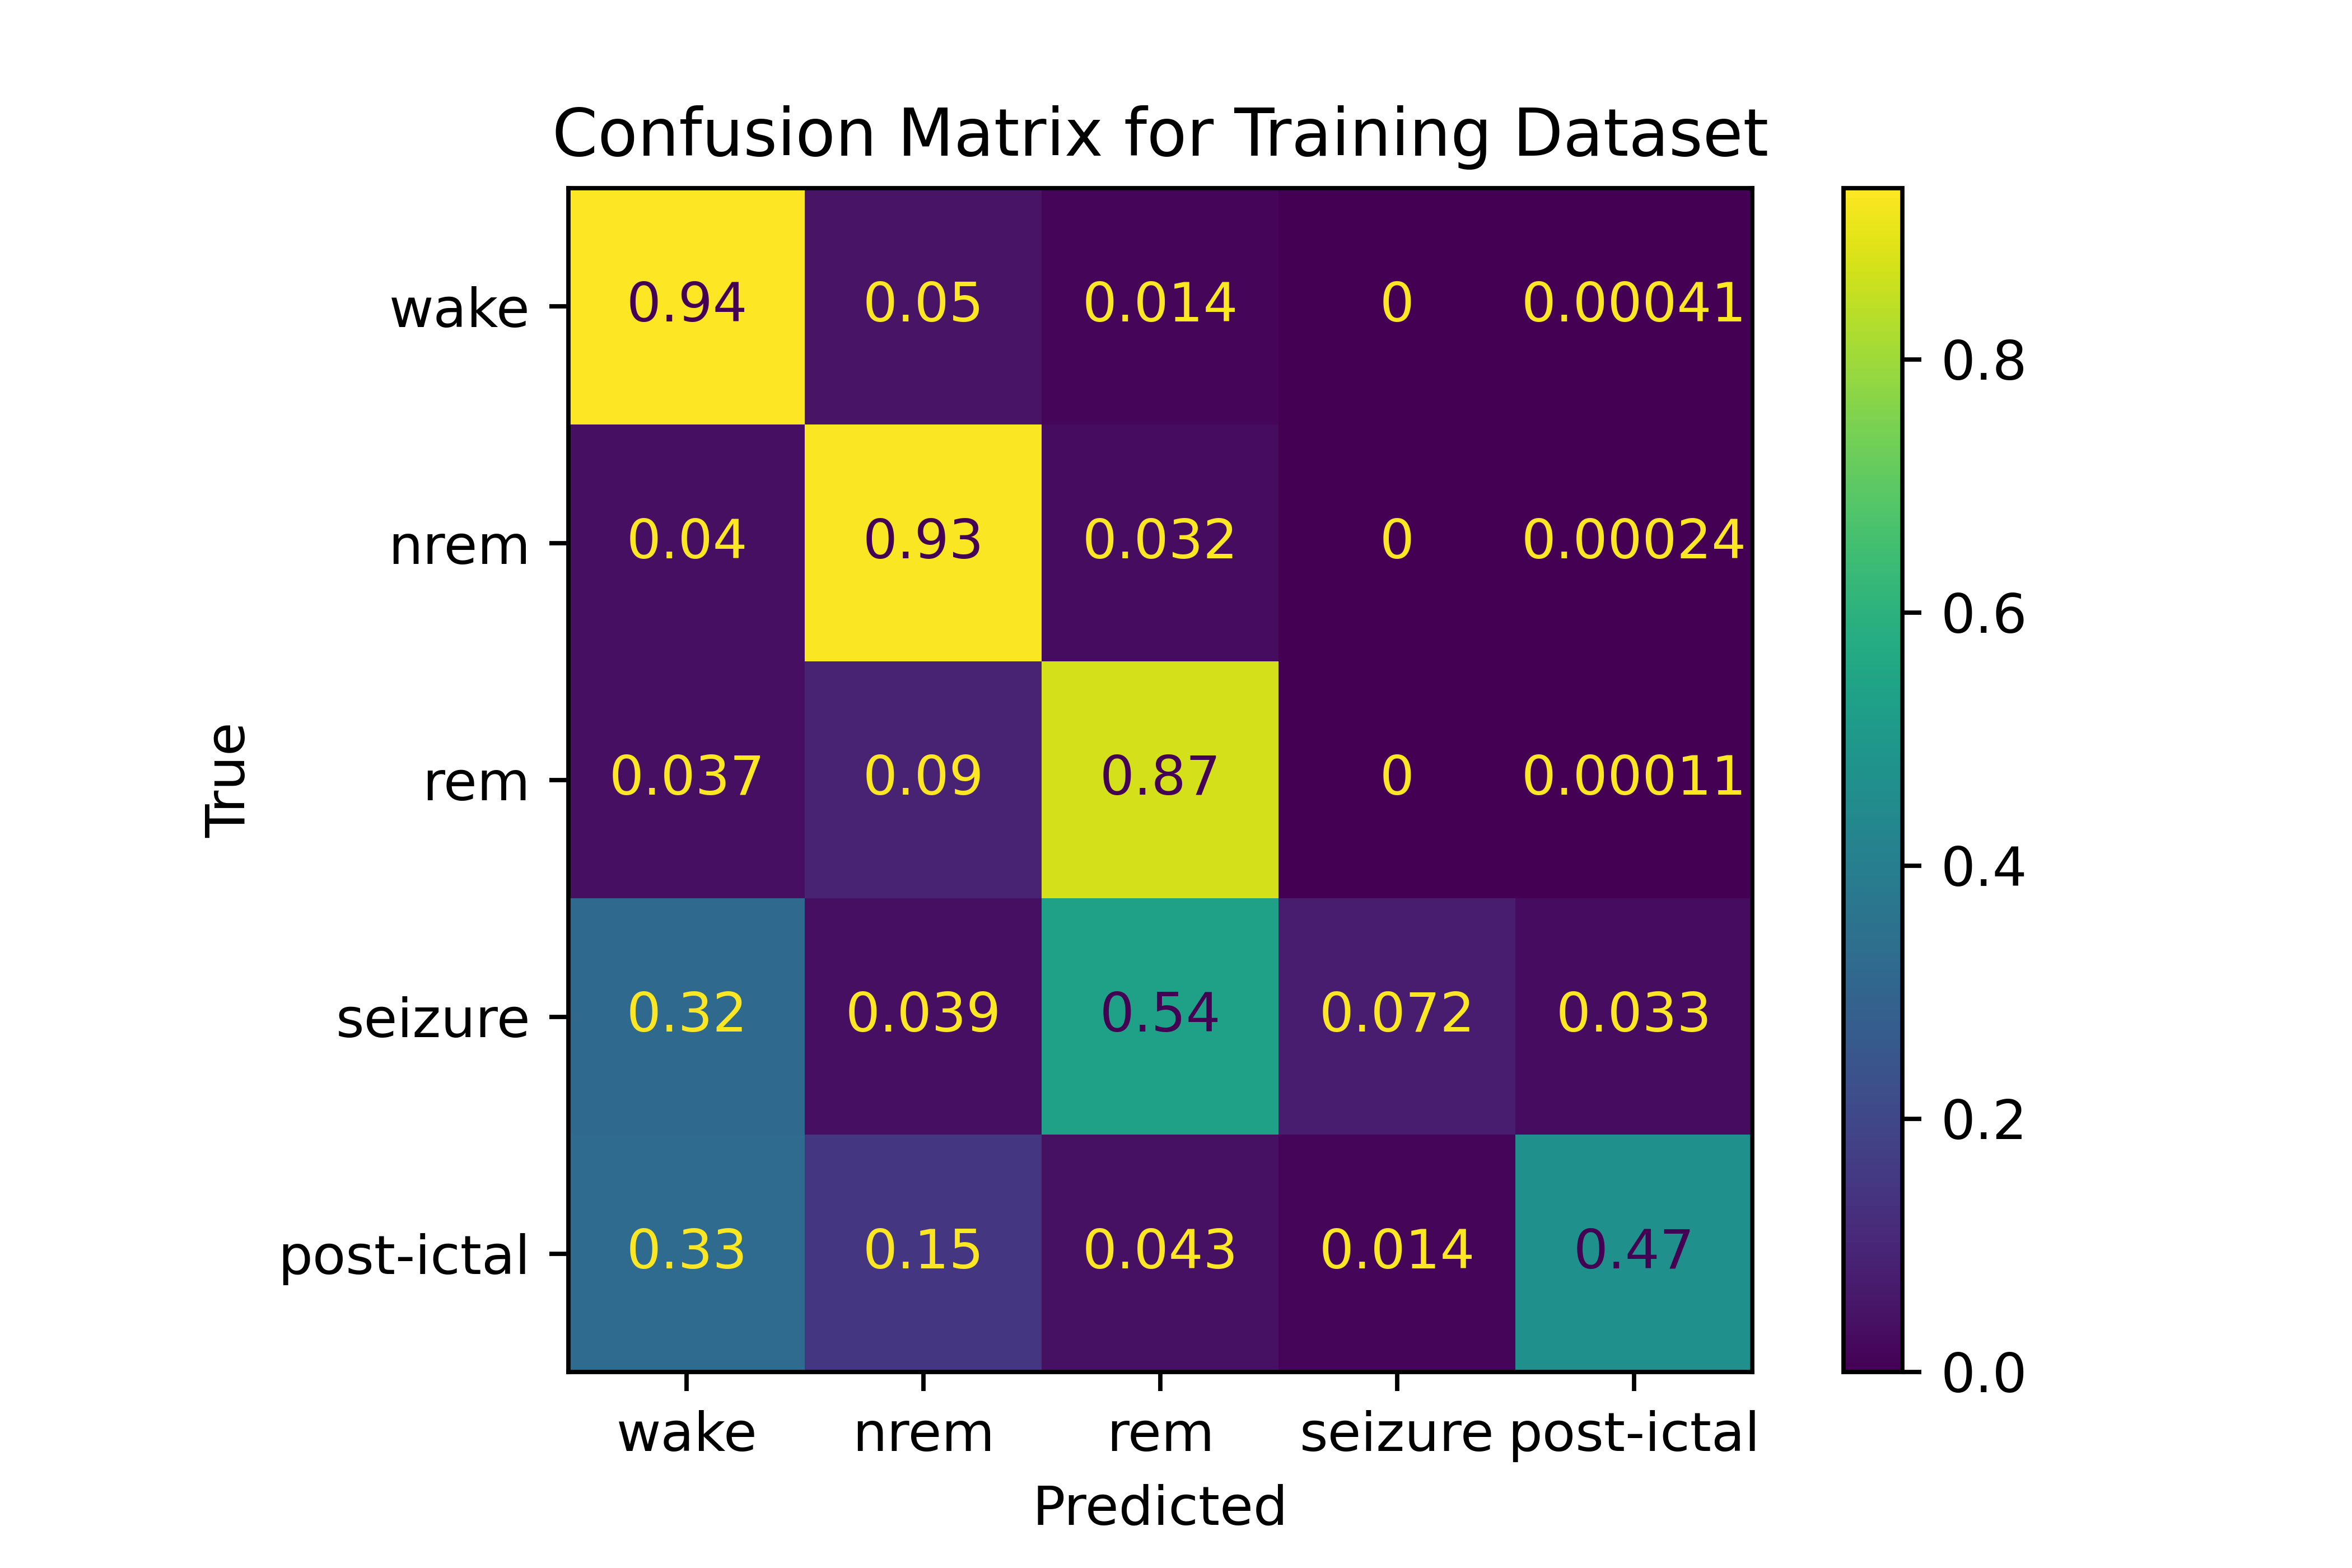 Confusion Matrix for Training Dataset
wake 0.94 0.05 0.014 0 0.00041
0.8
nrem 0.04 0.93 0.032 0 0.00024
0.6
True
rem 0.037 0.09 0.87 0 0.00011
0.4
seizure 0.32 0.039 0.54 0.072 0.033
0.2
post-ictal 0.33 0.15 0.043 0.014 0.47
0.0
wake nrem rem seizure post-ictal
Predicted